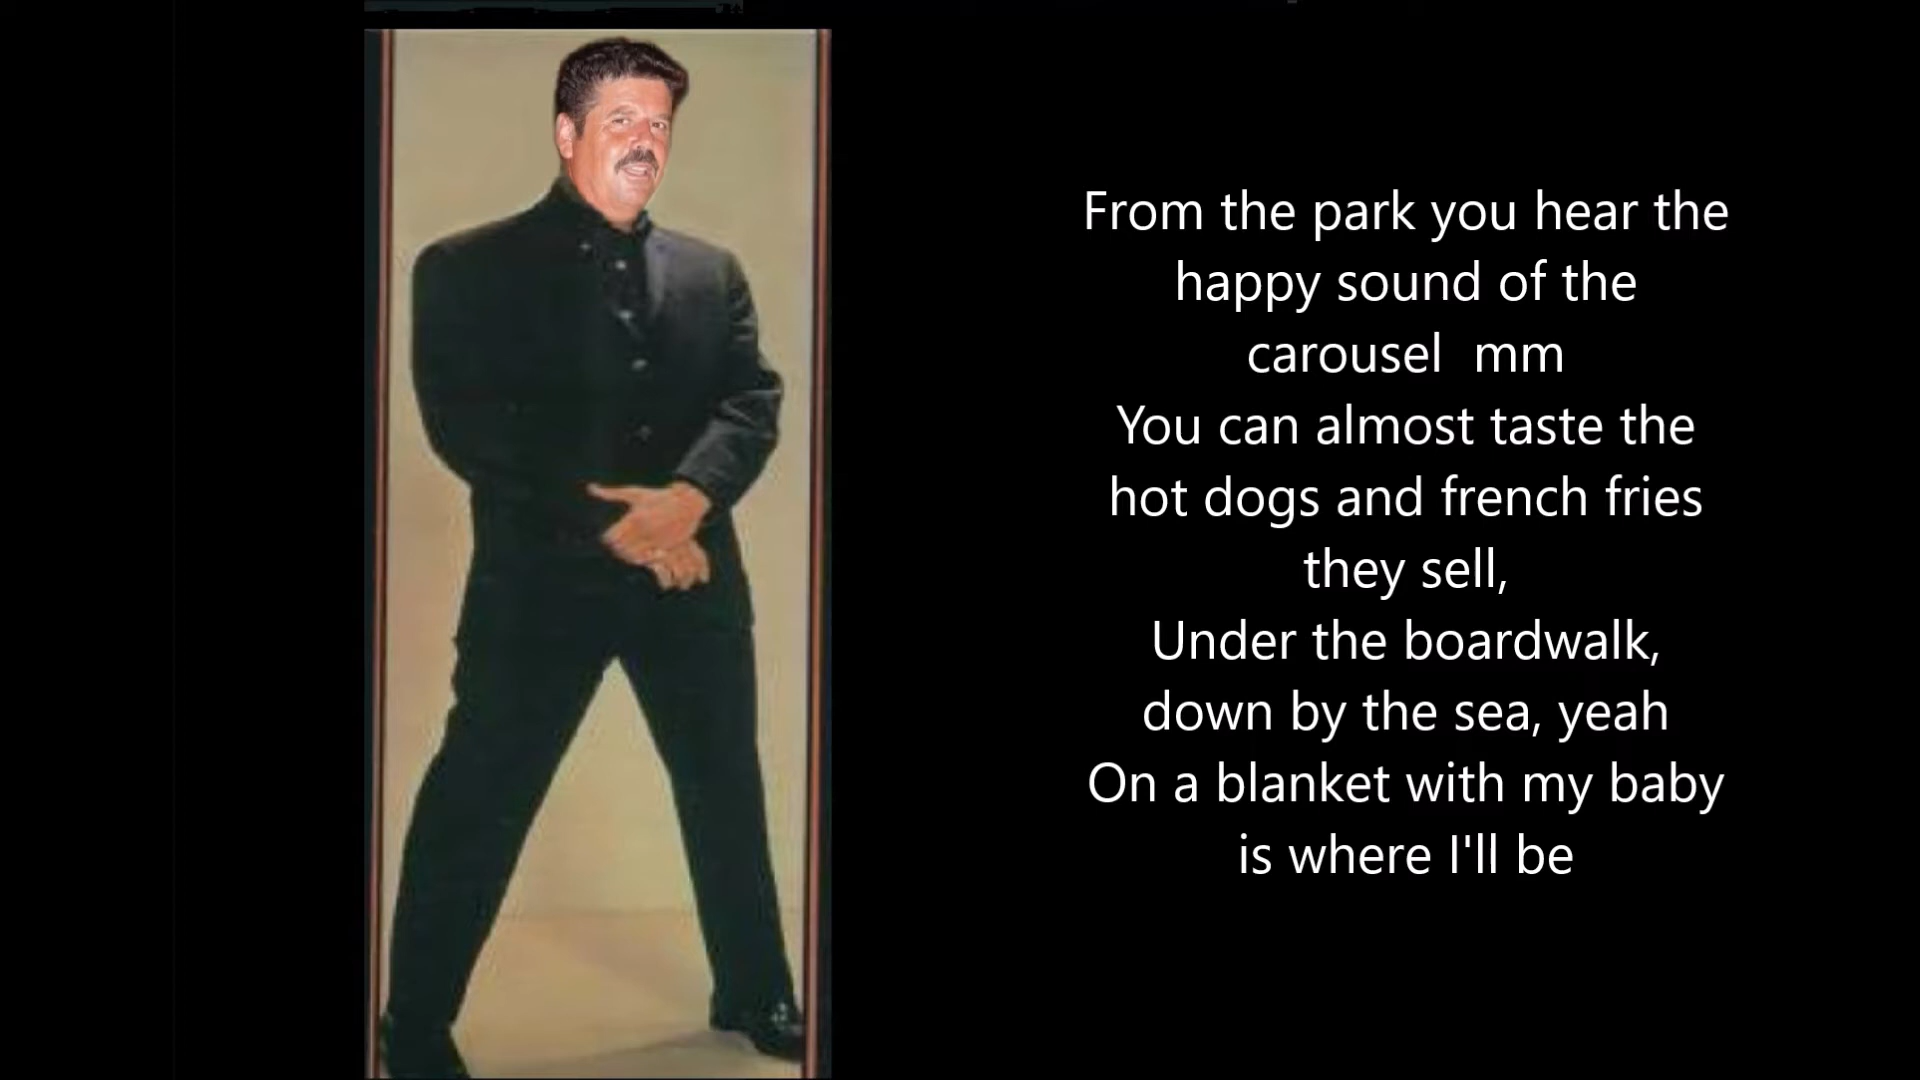 From the park you hear the
happy sound of the
carousel  mm
You can almost taste the
hot dogs and french fries
they sell,
Under the boardwalk,
down by the sea, yeah
On a blanket with my baby
is where I'll be